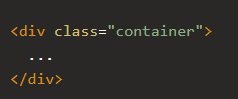 <div class="container">
  ...
</div>